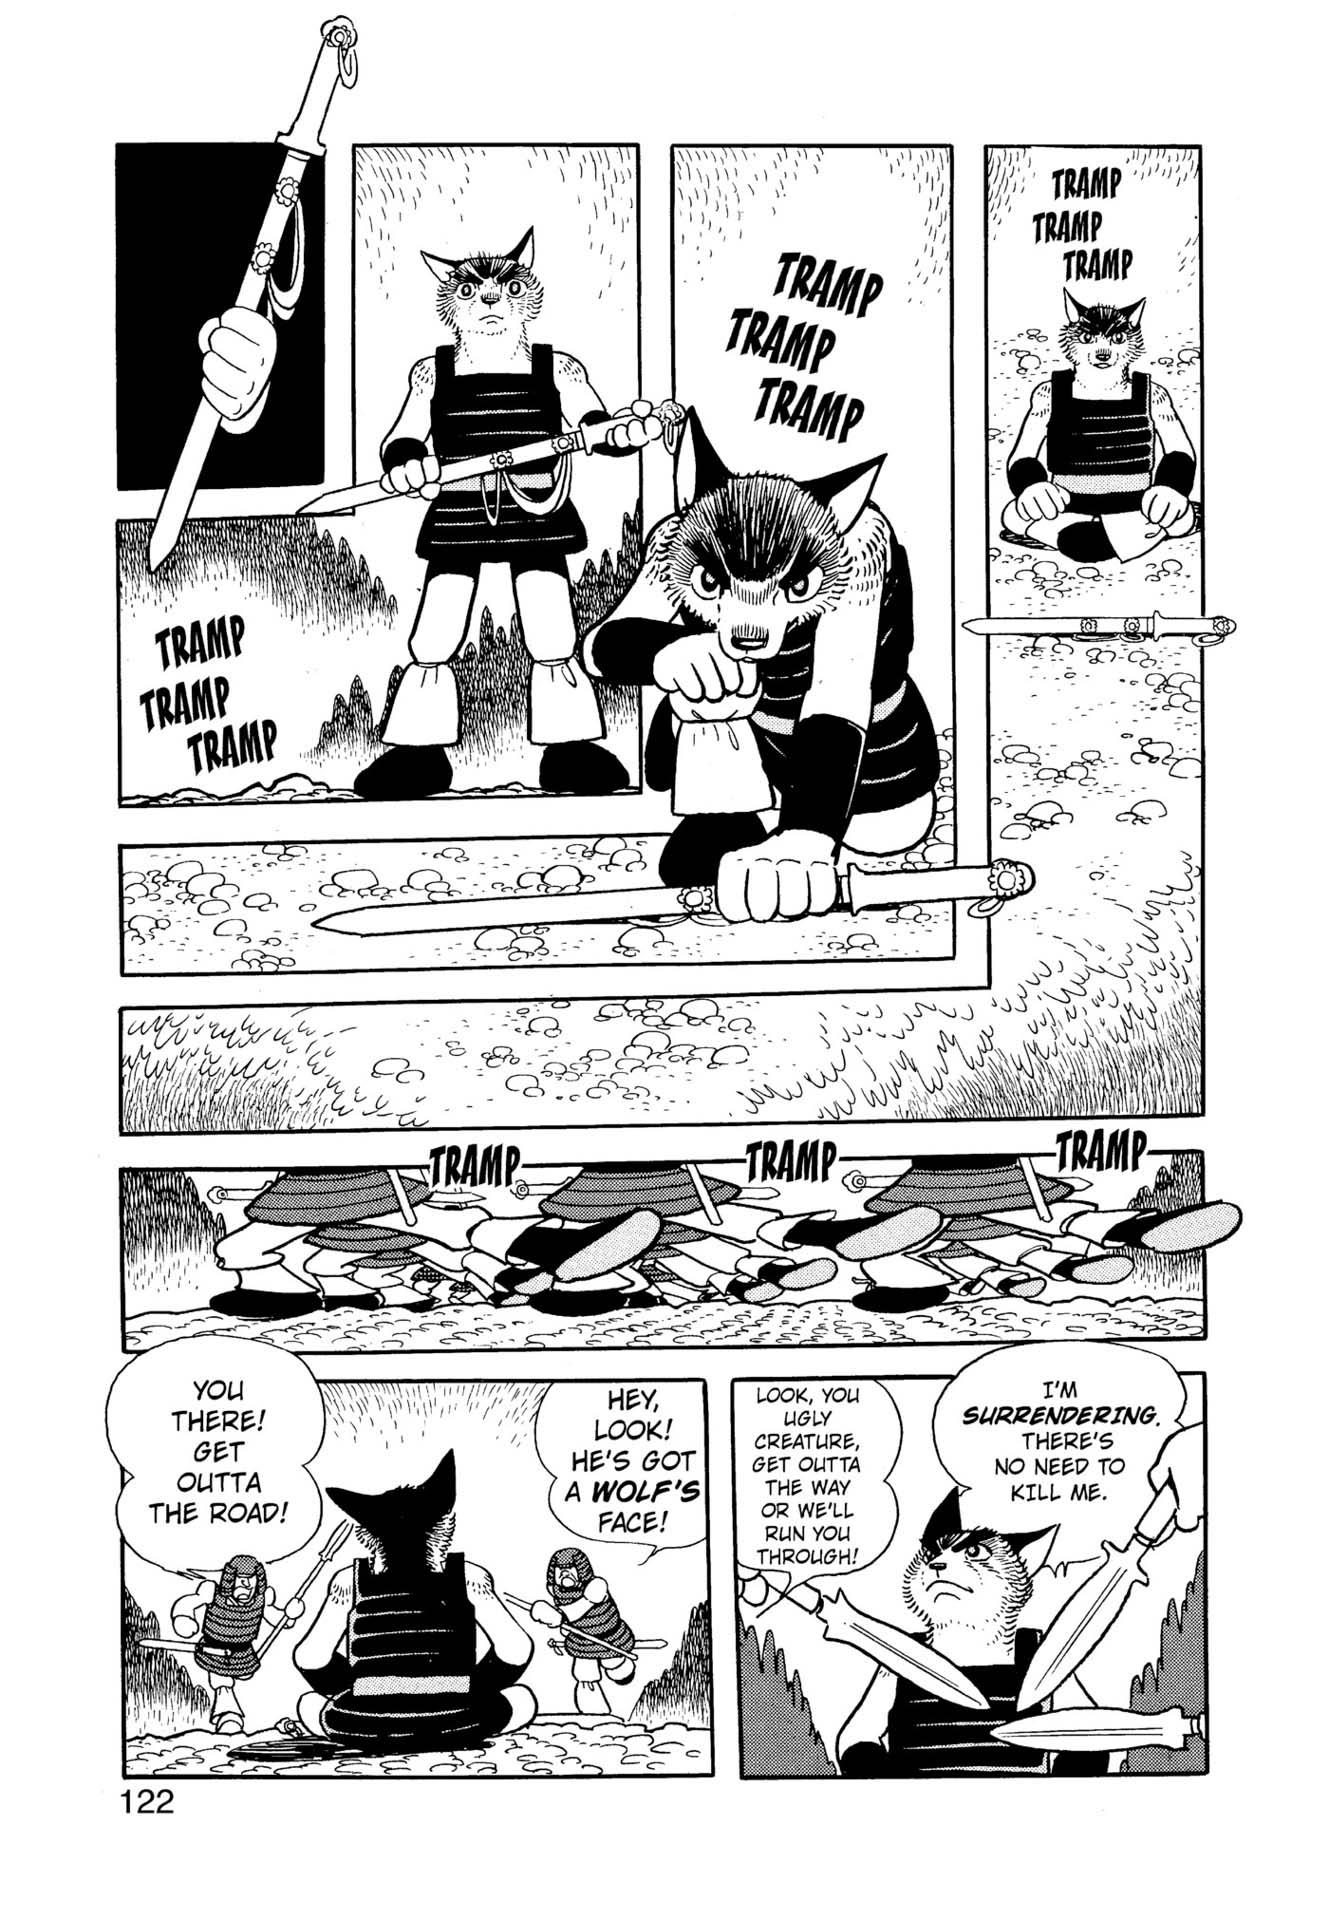 TRAMP
TRAMP
TRAMP
TRAMP
TRAMP
TRAMP
TRAMP
TRAMP
TRAMP
TRAMP
TRAMP
TRAMP
YOU
THERE!
GET
OUTTA
THE ROAD!
HEY,
LOOK!
HE'S GOT
A WOLF'S
FACE!
LOOK, YOU
UGLY
CREATURE,
GET OUTTA
THE WAY
OR WE'LL
RUN YOU
THROUGH!
I'M
SURRENDERING.
THERE'S
NO NEED TO
KILL ME.
122